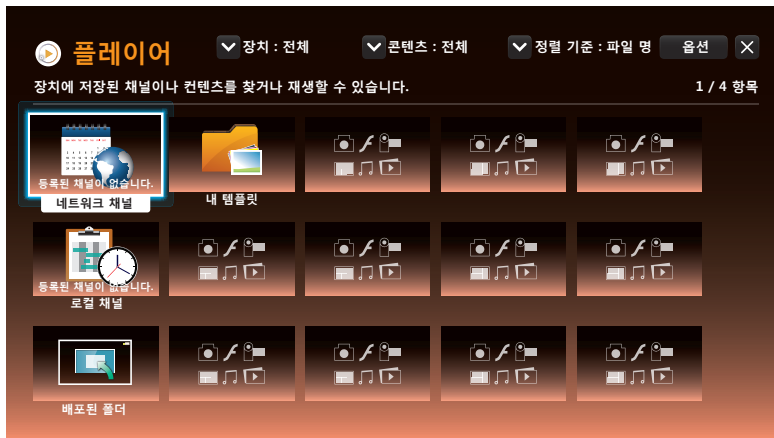 플레이어
장치 : 전체
콘텐츠 : 전체
정렬 기준 : 파일 명
옵션
장치에 저장된 채널이나 컨텐츠를 찾거나 재생할 수 있습니다.
1 / 4 항목
등록된 채널이 없습니다.
네트워크 채널
내 템플릿
등록된 채널이 없습니다.
로컬 채널
배포된 폴더